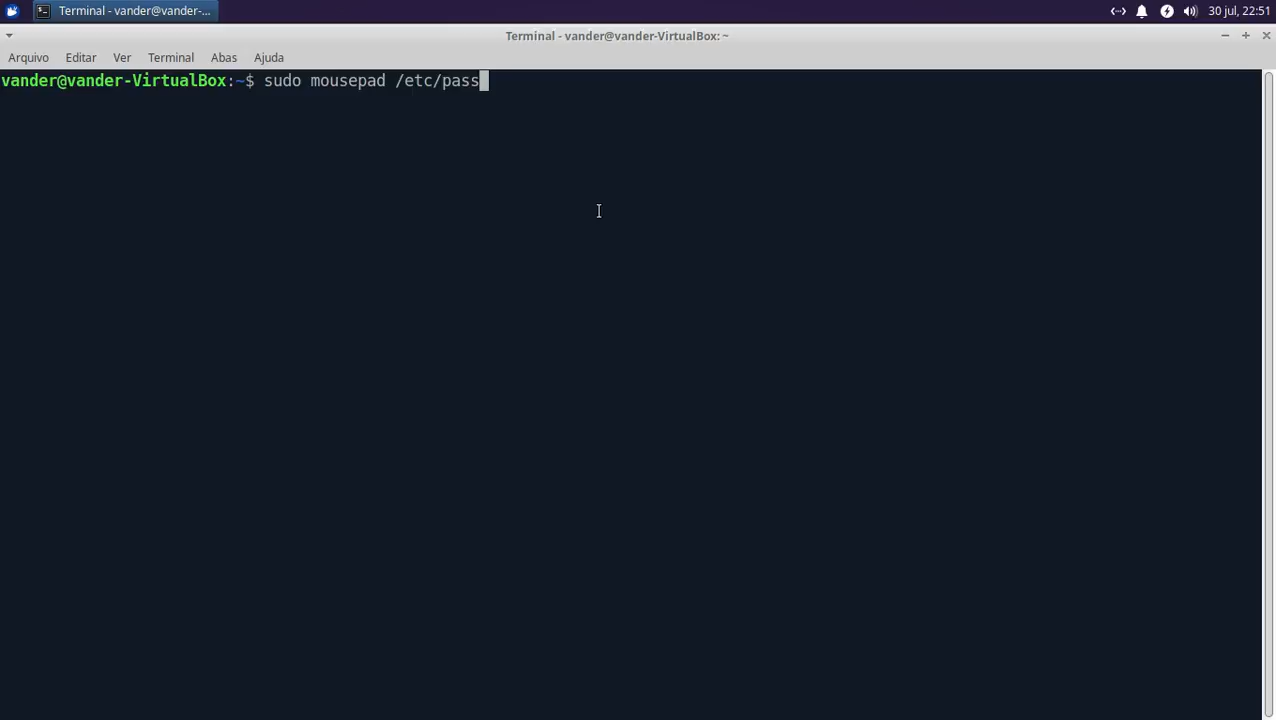 Terminal - vander@vander-...
30 jul, 22:51
Terminal - vander@vander-VirtualBox: ~
Arquivo Editar Ver Terminal Abas Ajuda
vander@vander-VirtualBox:~$ sudo mousepad /etc/pass